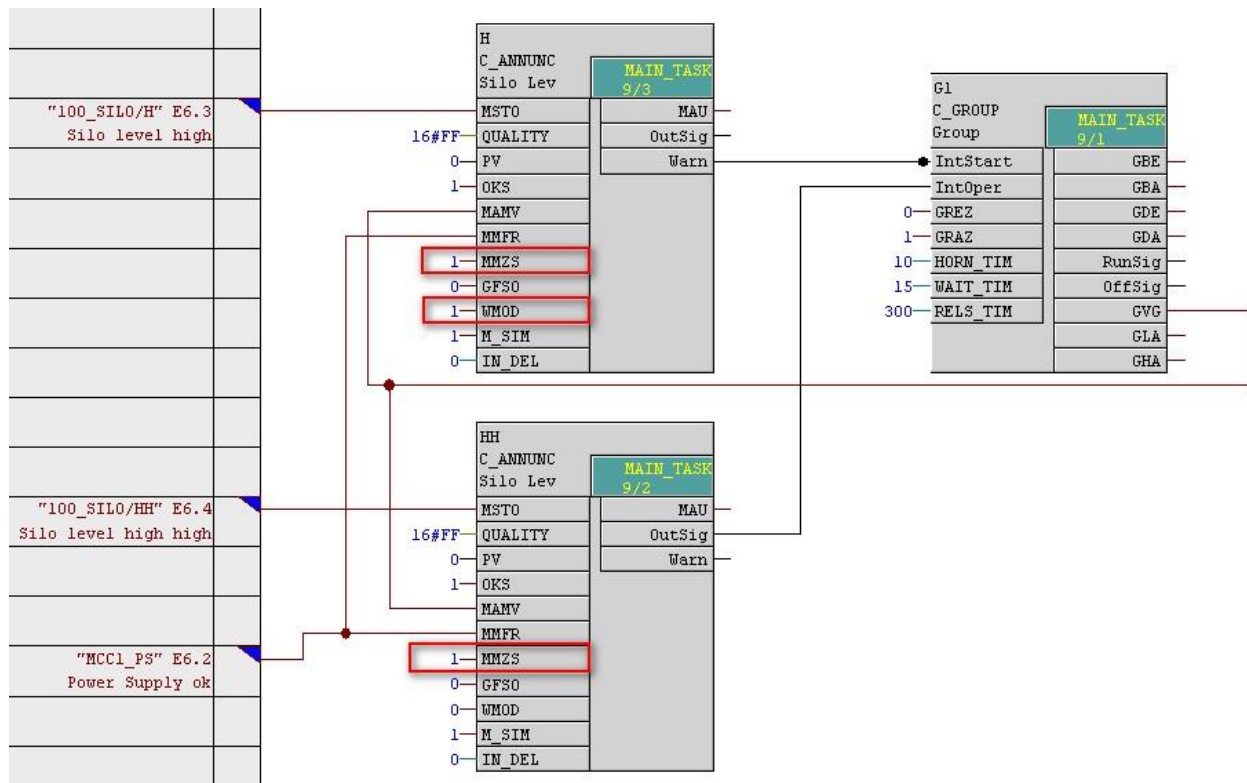 H
C_ANNUNC
Silo Lev
MAIN_TASK
9/3
"100_SILO/H" E6.3
Silo level high
MSTO
MAU
16#FF
QUALITY
OutSig
0
PV
Warn
1
OKS
MAMV
MMFR
1
MMZS
0
GFSO
1
WMOD
1
M_SIM
0
IN_DEL
G1
C_GROUP
Group
MAIN_TASK
9/1
IntStart
GBE
IntOper
GBA
0
GREZ
GDE
1
GRAZ
GDA
10
HORN_TIM
RunSig
15
WAIT_TIM
OffSig
300
RELS_TIM
GVG
GLA
GHA
HH
C_ANNUNC
Silo Lev
MAIN_TASK
9/2
"100_SILO/HH" E6.4
Silo level high high
MSTO
MAU
16#FF
QUALITY
OutSig
0
PV
Warn
1
OKS
MAMV
MMFR
"MCC1_PS" E6.2
Power Supply ok
1
MMZS
0
GFSO
0
WMOD
1
M_SIM
0
IN_DEL